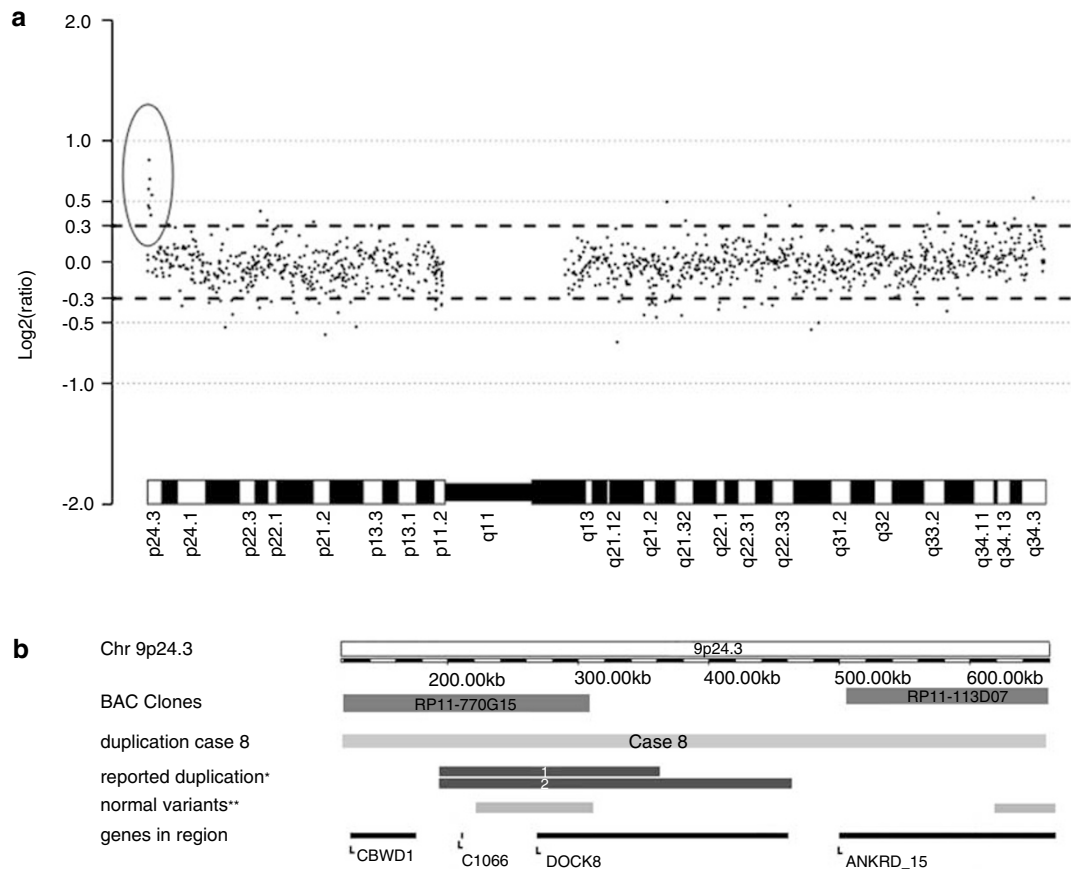 a
2.0
1.0
0.5
0.3
0.0
-0.3
-0.5
-1.0
-2.0
Log2(ratio)
p24.3 p24.1 p22.3 p22.1 p21.2 p13.3 p13.1 p11.2 q11 q13 q21.12 q21.2 q21.32 q22.1 q22.31 q22.33 q31.2 q32 q33.2 q34.11 q34.13 q34.3
b
Chr 9p24.3
9p24.3
200.00kb 300.00kb 400.00kb 500.00kb 600.00kb
BAC Clones
RP11-770G15
RP11-113D07
duplication case 8
Case 8
reported duplication*
1
2
normal variants**
genes in region
CBWD1 C1066 DOCK8 ANKRD_15